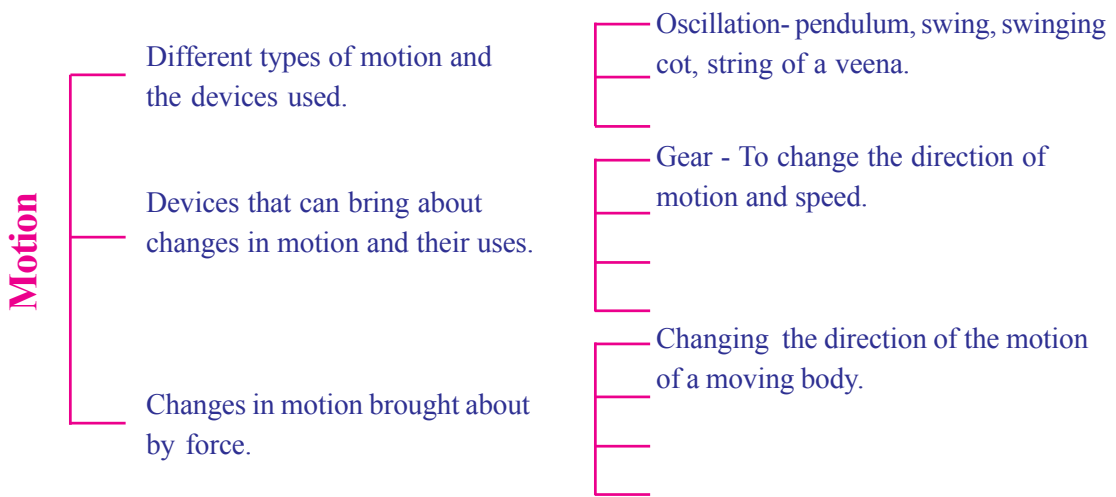 Motion
Different types of motion and
the devices used.
Oscillation- pendulum, swing, swinging
cot, string of a veena.
Devices that can bring about
changes in motion and their uses.
Gear - To change the direction of
motion and speed.
Changes in motion brought about
by force.
Changing the direction of the motion
of a moving body.